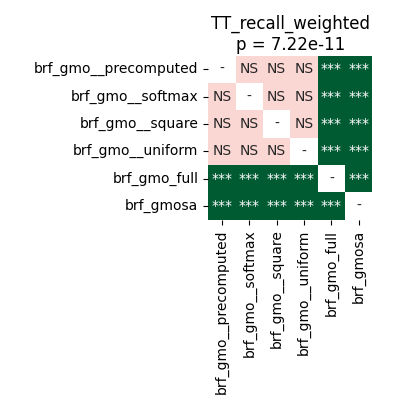 TT_recall_weighted
p = 7.22e-11
brf_gmo__precomputed - NS NS NS *** ***
brf_gmo__softmax NS - NS NS *** ***
brf_gmo__square NS NS - NS *** ***
brf_gmo__uniform NS NS NS - *** ***
brf_gmo_full *** *** *** *** - ***
brf_gmosa *** *** *** *** *** -
brf_gmo__precomputed
brf_gmo__softmax
brf_gmo__square
brf_gmo__uniform
brf_gmo_full
brf_gmosa